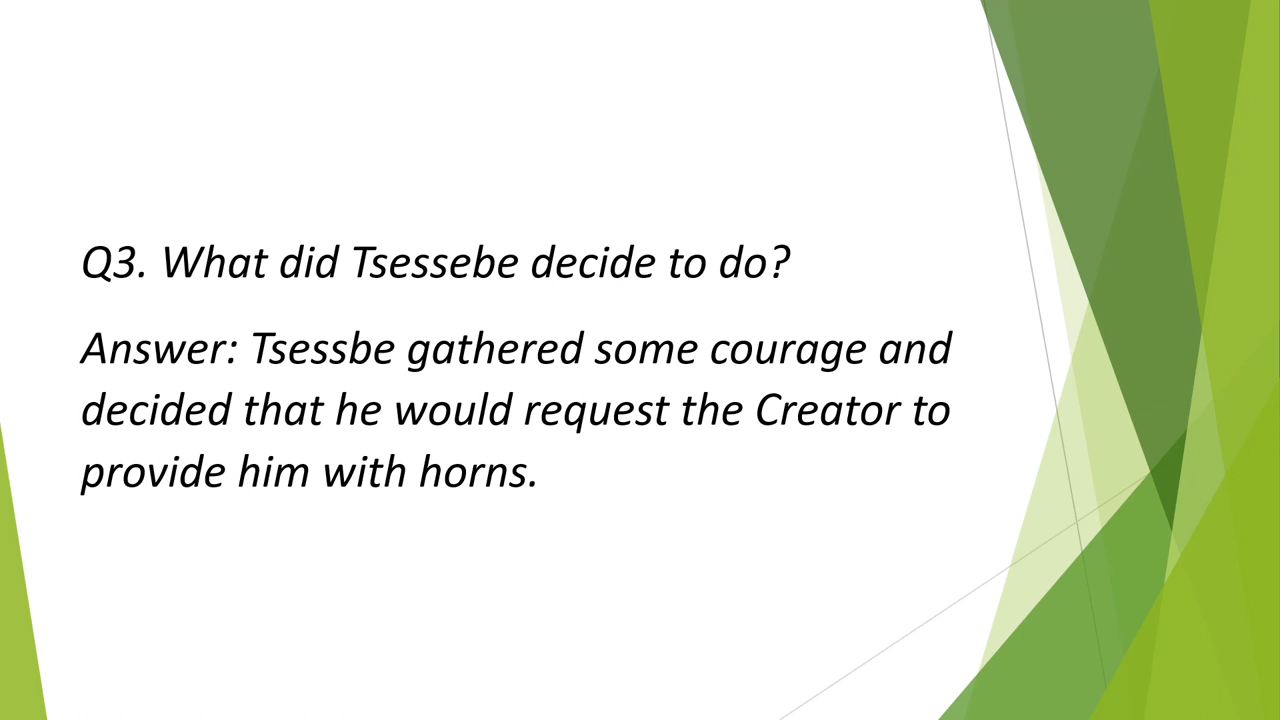 Q3. What did Tsessebe decide to do?
Answer: Tsessbe gathered some courage and
decided that he would request the Creator to
provide him with horns.